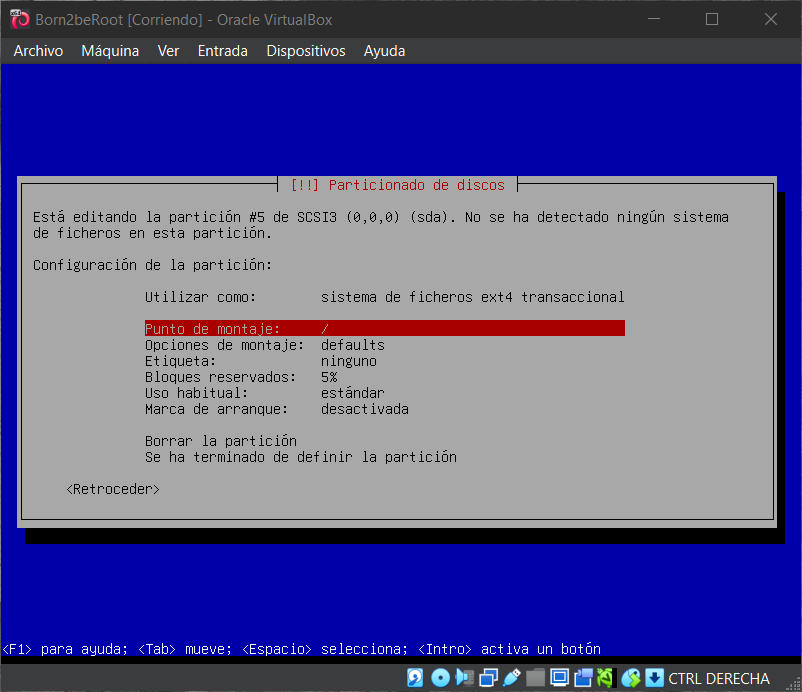 Born2beRoot [Corriendo] - Oracle VirtualBox
Archivo Máquina Ver Entrada Dispositivos Ayuda
[!!] Particionado de discos
Está editando la partición #5 de SCSI3 (0,0,0) (sda). No se ha detectado ningún sistema
de ficheros en esta partición.
Configuración de la partición:
Utilizar como: sistema de ficheros ext4 transaccional
Punto de montaje: /
Opciones de montaje: defaults
Etiqueta: ninguno
Bloques reservados: 5%
Uso habitual: estándar
Marca de arranque: desactivada
Borrar la partición
Se ha terminado de definir la partición
<Retroceder>
<F1> para ayuda; <Tab> mueve; <Espacio> selecciona; <Intro> activa un botón
CTRL DERECHA